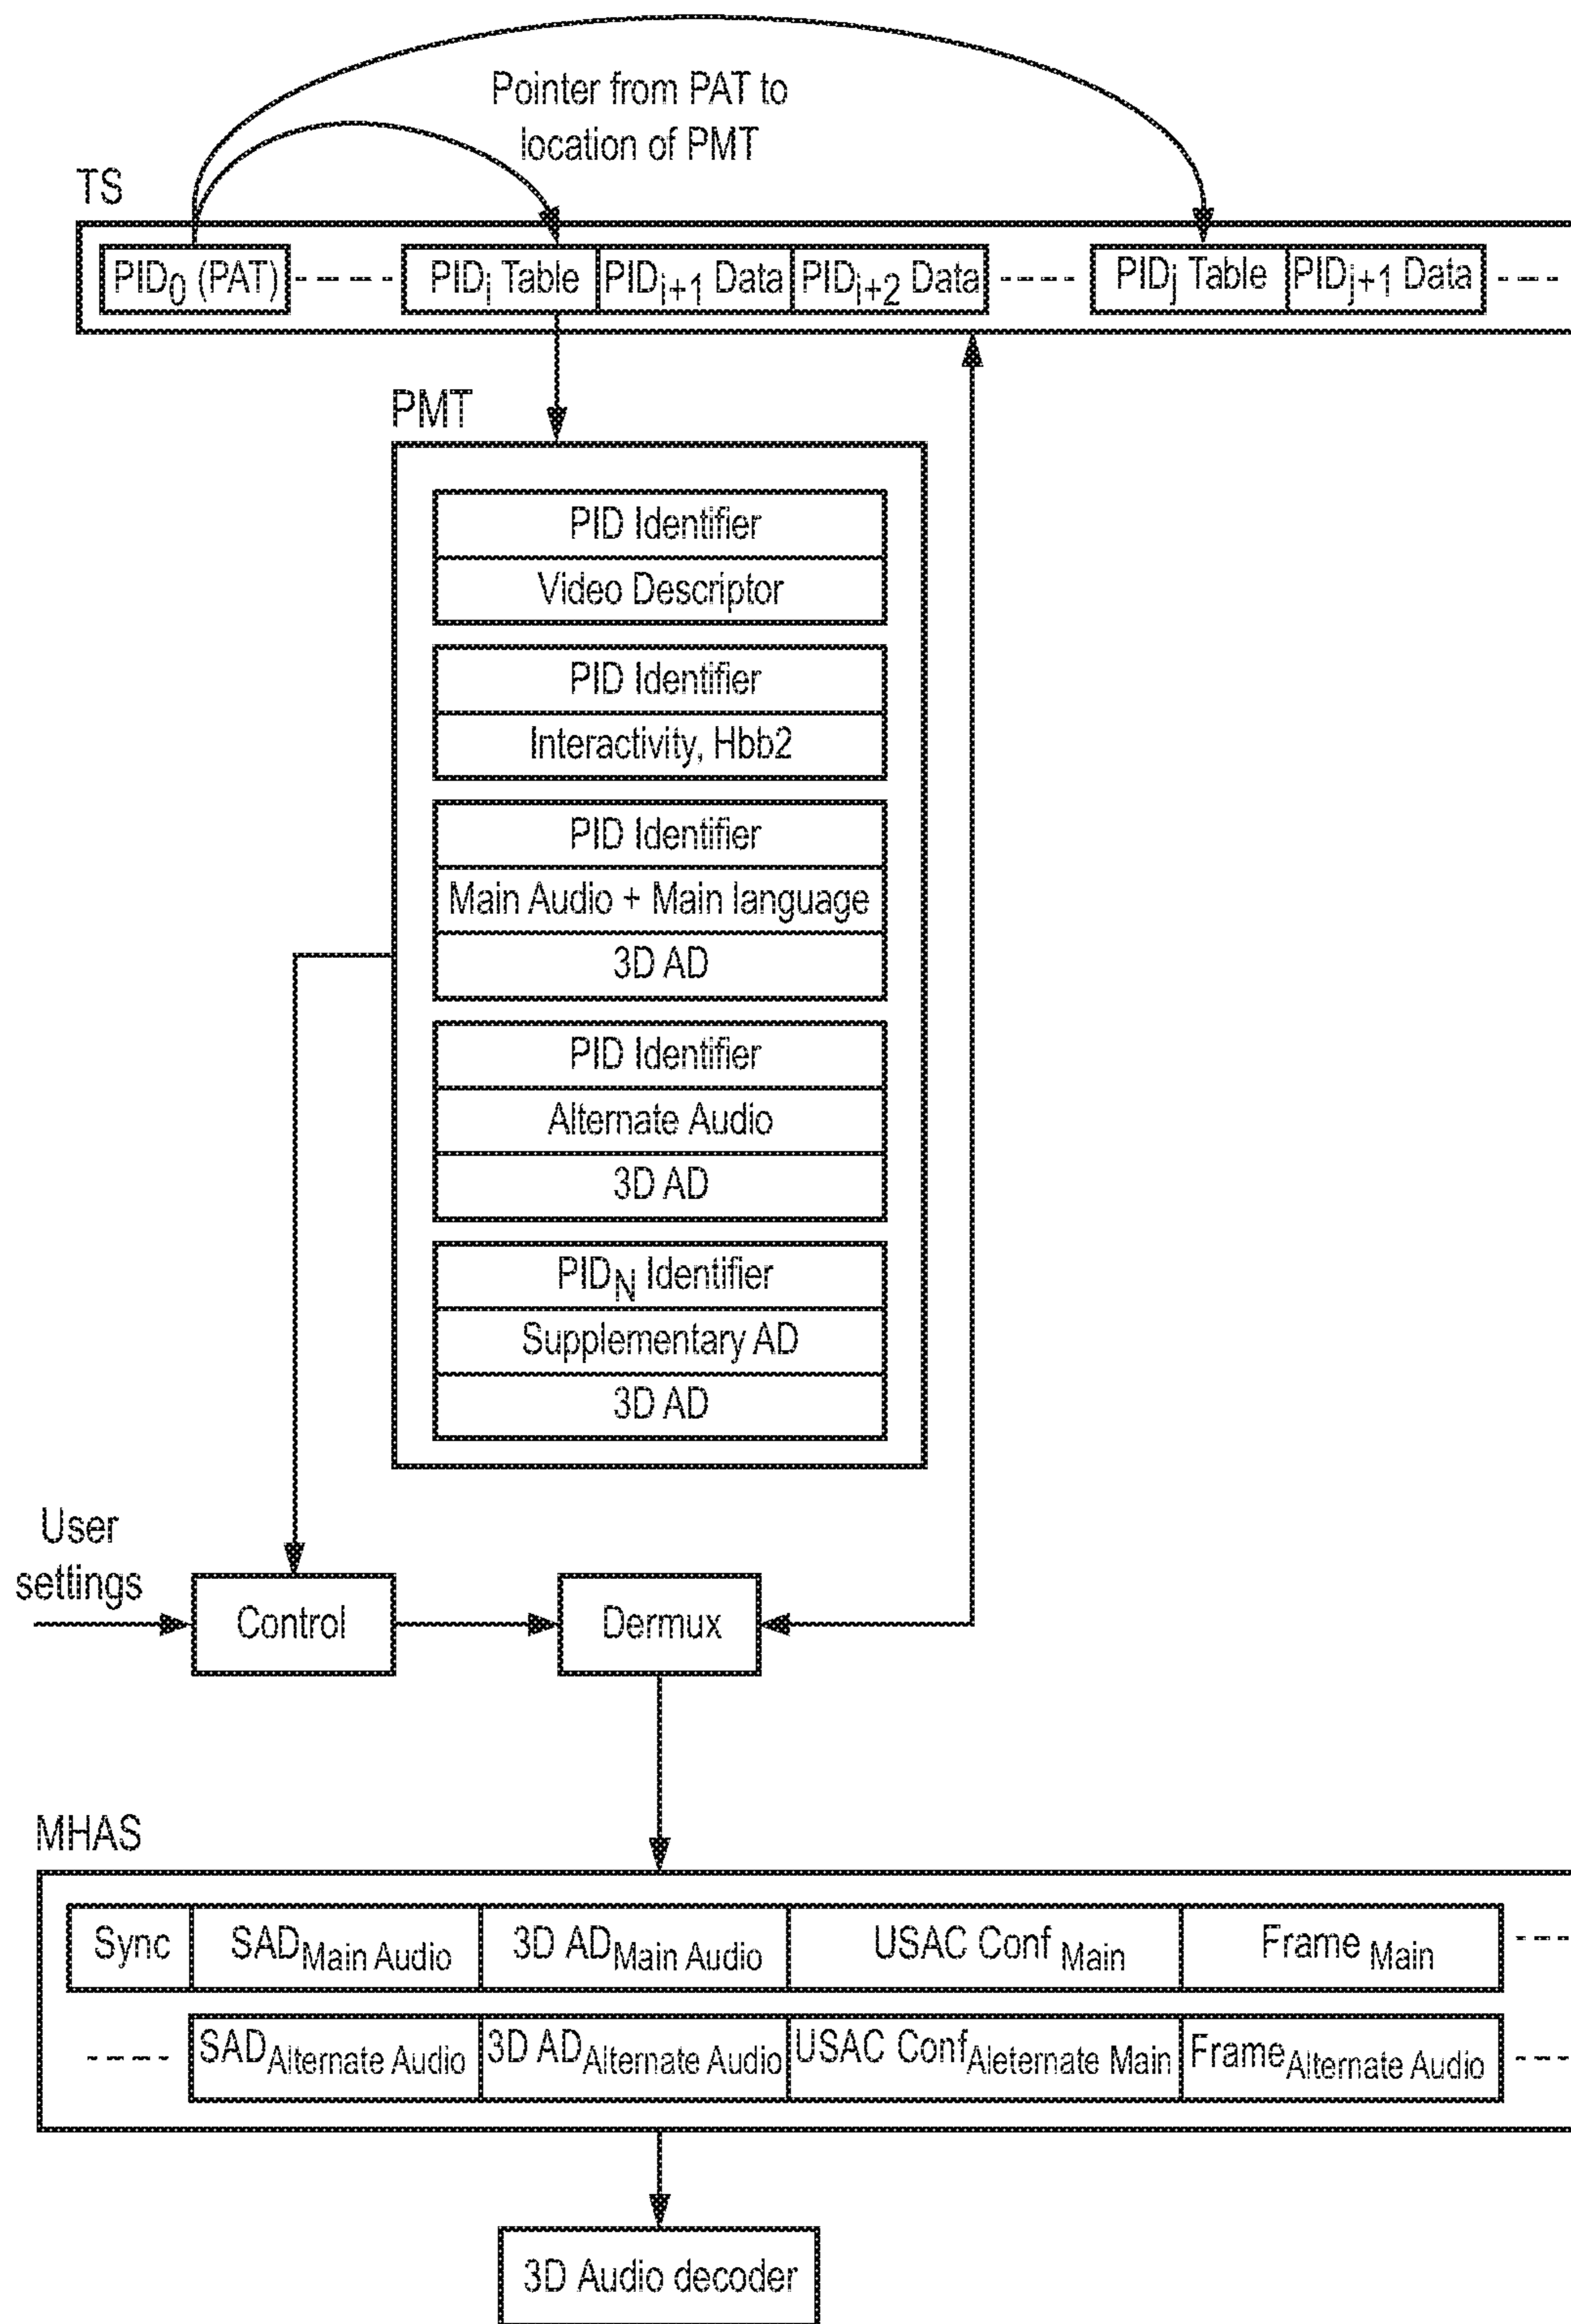 Pointer from PAT to
location of PMT
TS
PID0 (PAT) PIDi Table PIDi+1 Data PIDi+2 Data PIDj Table PIDj+1 Data
PMT
PID Identifier
Video Descriptor
PID Identifier
Interactivity, Hbb2
PID Identifier
Main Audio + Main language
3D AD
PID Identifier
Alternate Audio
3D AD
PIDN Identifier
Supplementary AD
3D AD
User
settings
Control
Dermux
MHAS
Sync SADMain Audio 3D ADMain Audio USAC Conf Main Frame Main
SADAlternate Audio 3D ADAlternate Audio USAC ConfAleternate Main FrameAlternate Audio
3D Audio decoder